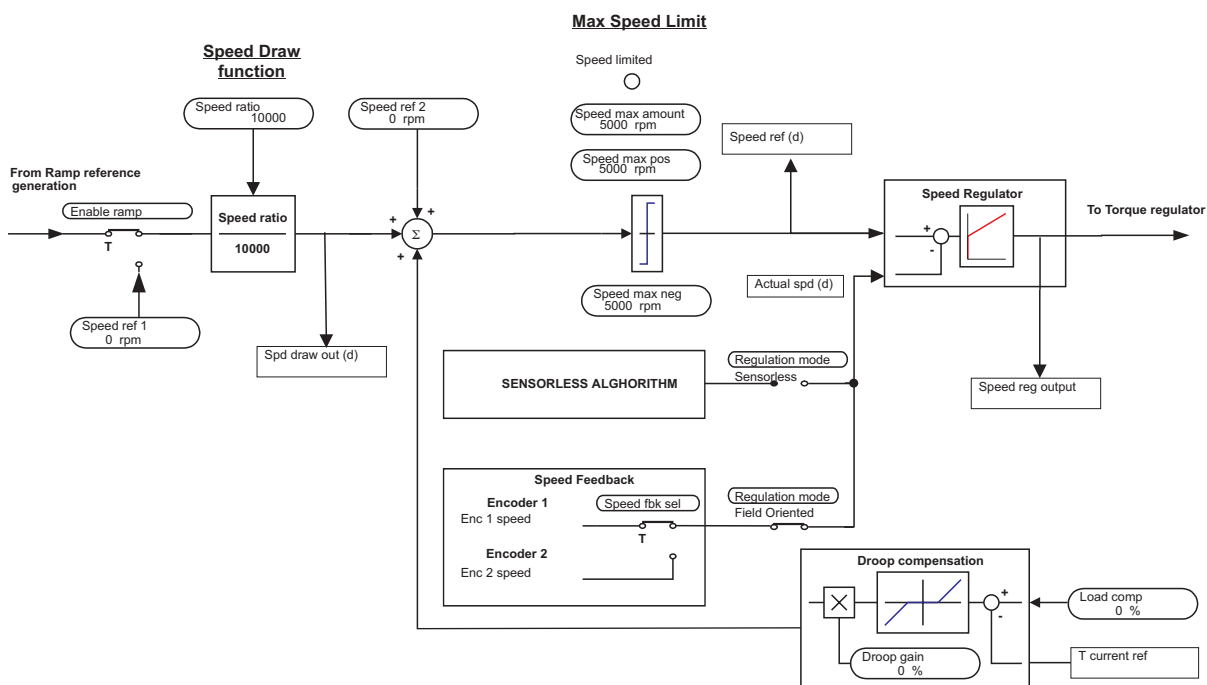 Max Speed Limit
Speed Draw
function
Speed limited
Speed ratio
10000
Speed ref 2
0 rpm
Speed max amount
5000 rpm
Speed max pos
5000 rpm
Speed ref (d)
From Ramp reference
generation
Enable ramp
T
Speed ratio
10000
+
+
+
Σ
Speed Regulator
+
-
To Torque regulator
Speed ref 1
0 rpm
Spd draw out (d)
Speed max neg
5000 rpm
Actual spd (d)
SENSORLESS ALGHORITHM
Regulation mode
Sensorless
Speed reg output
Speed Feedback
Encoder 1
Enc 1 speed
Speed fbk sel
T
Regulation mode
Field Oriented
Encoder 2
Enc 2 speed
Droop compensation
+
-
Load comp
0 %
Droop gain
0 %
T current ref